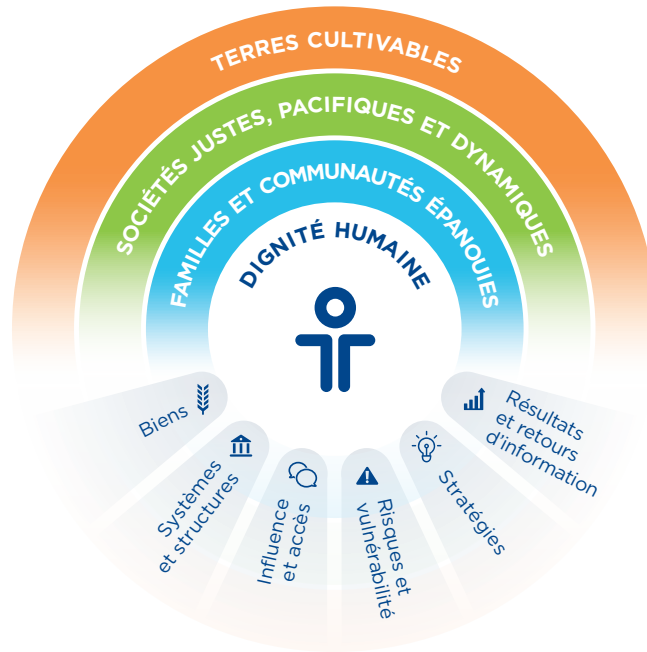 TERRES CULTIVABLES
SOCIÉTÉS JUSTES, PACIFIQUES ET DYNAMIQUES
FAMILLES ET COMMUNAUTÉS ÉPANOUIES
DIGNITÉ HUMAINE
Biens
Systèmes
et structures
Influence
et accès
Risques et
vulnérabilité
Stratégies
Résultats
et retours
d'information